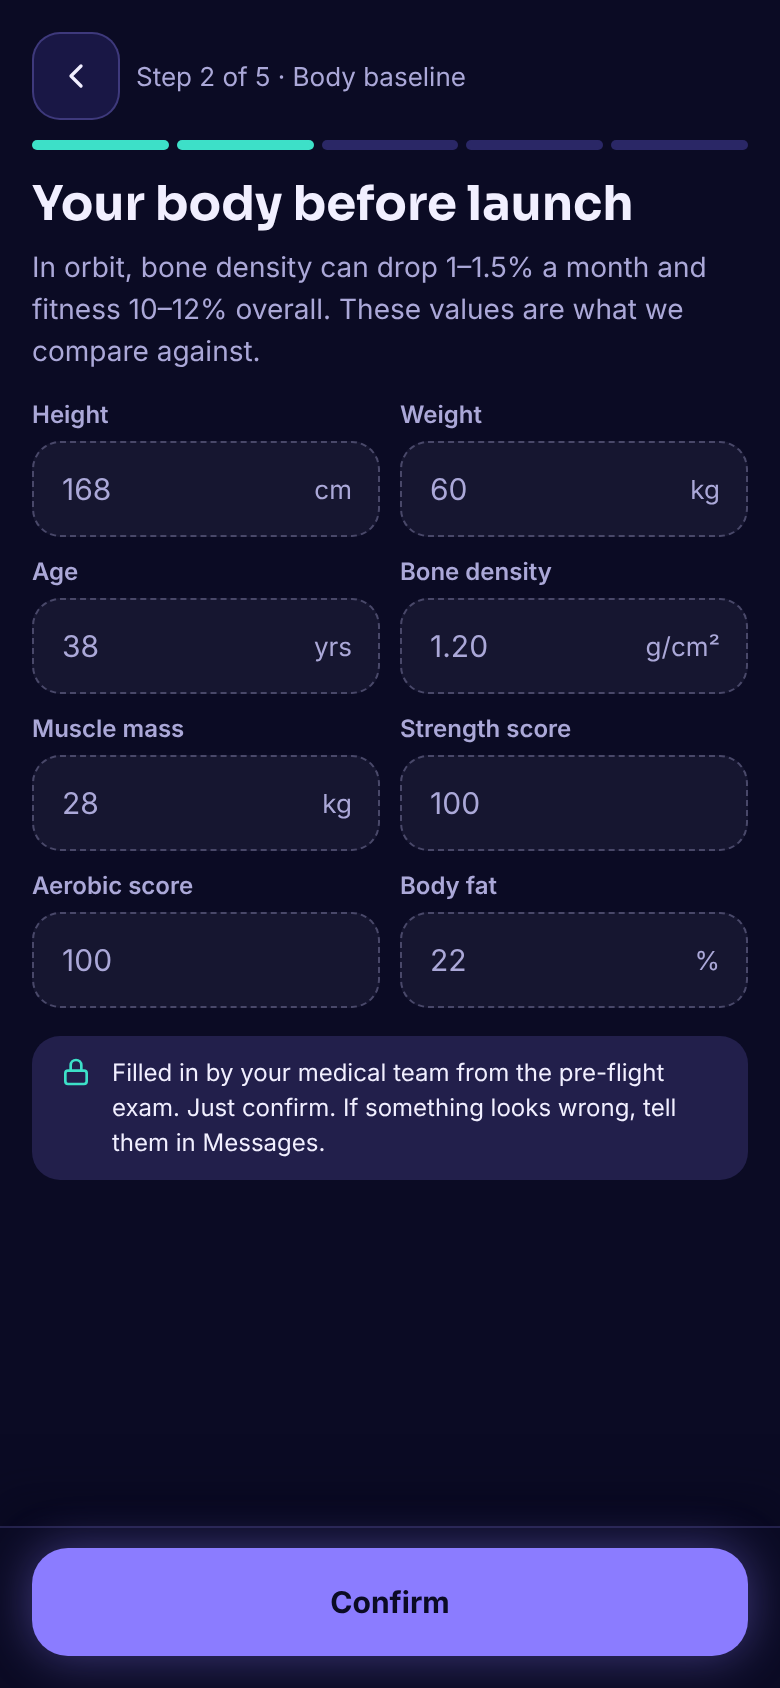 Step 2 of 5 · Body baseline
Your body before launch
In orbit, bone density can drop 1–1.5% a month and
fitness 10–12% overall. These values are what we
compare against.
Height
168 cm
Weight
60 kg
Age
38 yrs
Bone density
1.20 g/cm²
Muscle mass
28 kg
Strength score
100
Aerobic score
100
Body fat
22 %
Filled in by your medical team from the pre-flight
exam. Just confirm. If something looks wrong, tell
them in Messages.
Confirm